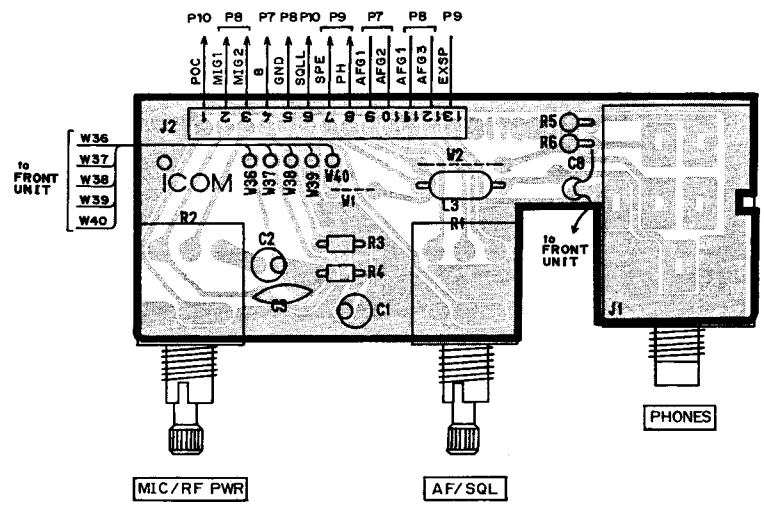 P10 P8 P7 P8 P10 P9 P7 P8 P9
POC MIG1 MIG2 8 GND SQLL SPE PH AFG1 AFG2 AFG1 AFG3 EXSP
J2 1 2 3 4 5 6 7 8 9 10 11 12 13
W36
W37
W38
W39
W40
to
FRONT
UNIT
ICOM
W36 W37 W38 W39 W40
W1
W2
L3
R5
R6
C8
R2
C2
C3
R3
R4
C1
R1
to
FRONT
UNIT
J1
PHONES
MIC/RF PWR
AF/SQL